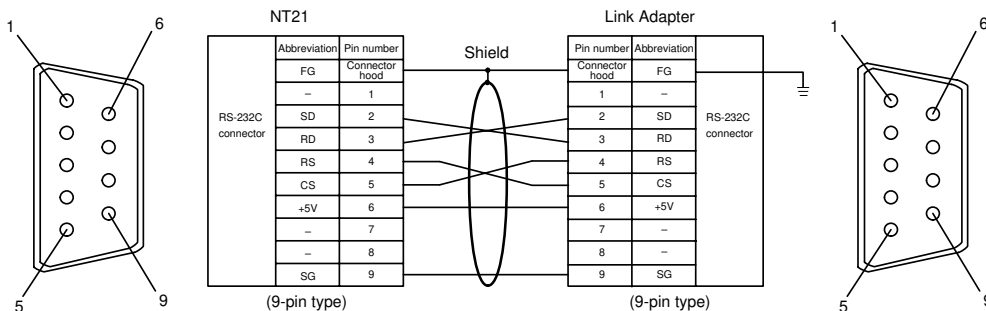 NT21
Link Adapter
1
6
5
9
Abbreviation Pin number
FG Connector hood
– 1
SD 2
RD 3
RS 4
CS 5
+5V 6
– 7
– 8
SG 9
RS-232C
connector
(9-pin type)
Shield
Pin number Abbreviation
Connector hood FG
1 –
2 SD
3 RD
4 RS
5 CS
6 +5V
7 –
8 –
9 SG
RS-232C
connector
(9-pin type)
1
6
5
9